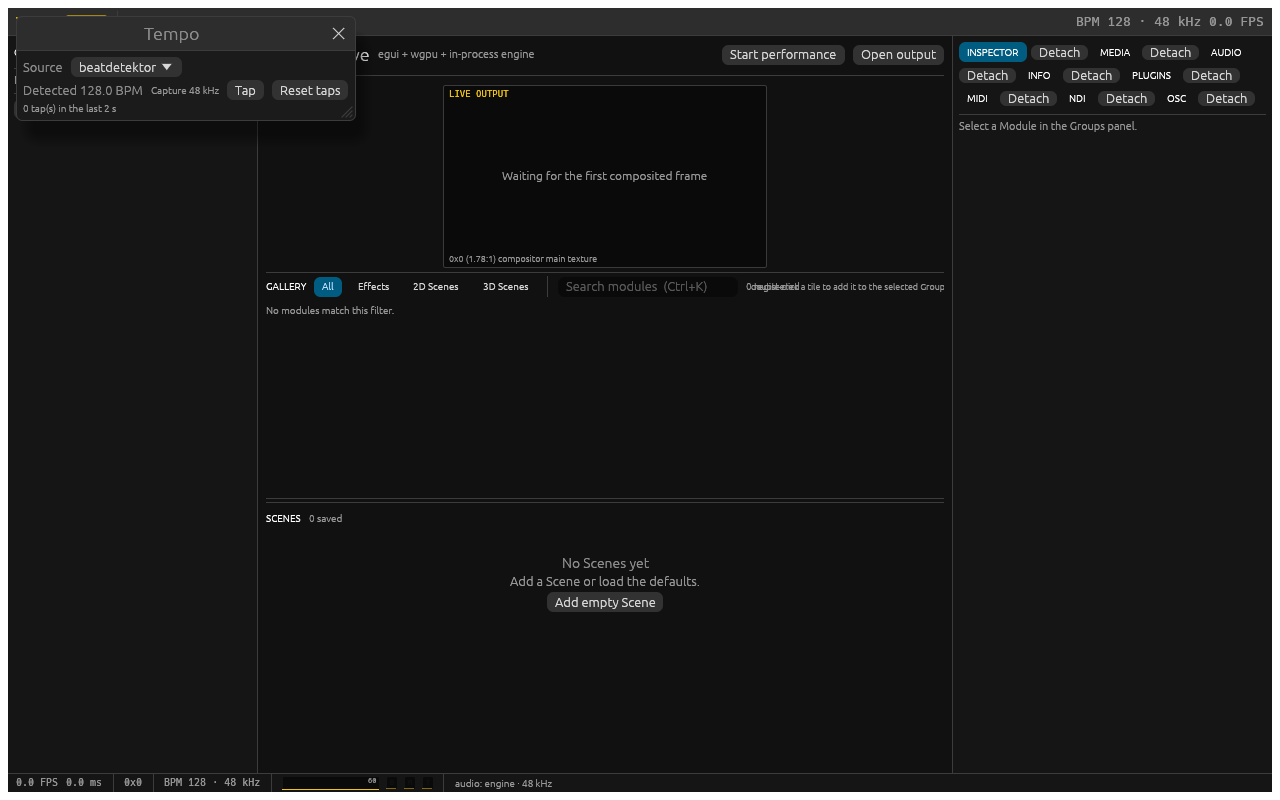 BPM 128 · 48 kHz 0.0 FPS
Tempo
Source beatdetektor
Detected 128.0 BPM Capture 48 kHz Tap Reset taps
0 tap(s) in the last 2 s
ve egui + wgpu + in-process engine Start performance Open output
LIVE OUTPUT
Waiting for the first composited frame
0x0 (1.78:1) compositor main texture
GALLERY All Effects 2D Scenes 3D Scenes Search modules (Ctrl+K) a tile to add it to the selected Group
No modules match this filter.
SCENES 0 saved
No Scenes yet
Add a Scene or load the defaults.
Add empty Scene
INSPECTOR Detach MEDIA Detach AUDIO
Detach INFO Detach PLUGINS Detach
MIDI Detach NDI Detach OSC Detach
Select a Module in the Groups panel.
0.0 FPS 0.0 ms 0x0 BPM 128 · 48 kHz 60 audio: engine · 48 kHz